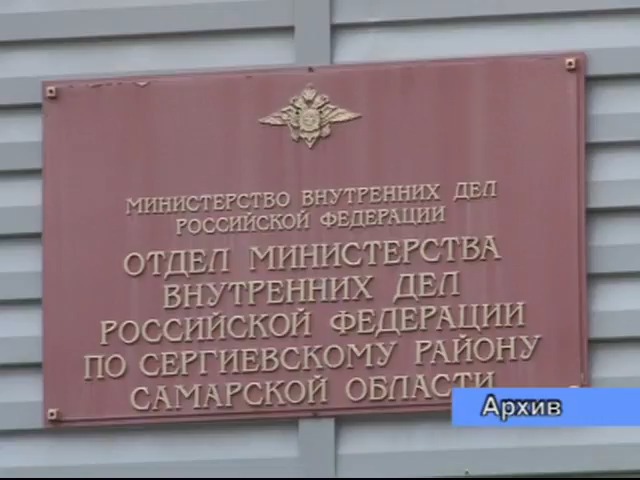 МИНИСТЕРСТВО ВНУТРЕННИХ ДЕЛ
РОССИЙСКОЙ ФЕДЕРАЦИИ
ОТДЕЛ МИНИСТЕРСТВА
ВНУТРЕННИХ ДЕЛ
РОССИЙСКОЙ ФЕДЕРАЦИИ
ПО СЕРГИЕВСКОМУ РАЙОНУ
САМАРСКОЙ ОБЛАСТИ
Архив